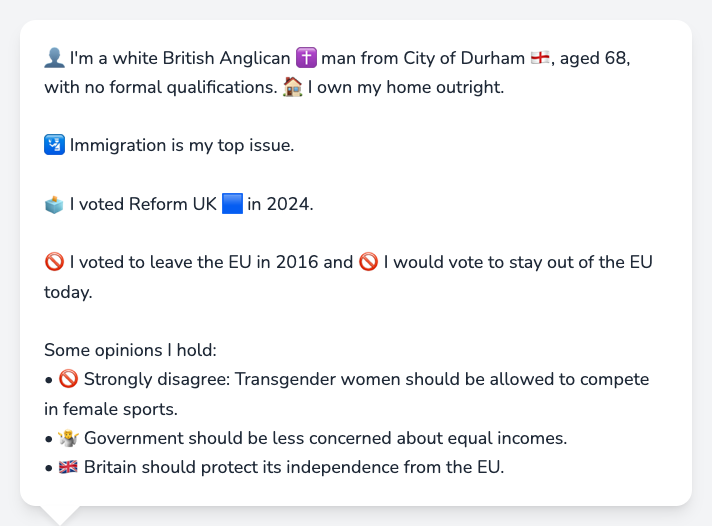 👤 I'm a white British Anglican ✝️ man from City of Durham 🏴󠁧󠁢󠁥󠁮󠁧󠁿, aged 68,
with no formal qualifications. 🏠 I own my home outright.
🛂 Immigration is my top issue.
🗳️ I voted Reform UK 🟦 in 2024.
🚫 I voted to leave the EU in 2016 and 🚫 I would vote to stay out of the EU
today.
Some opinions I hold:
• 🚫 Strongly disagree: Transgender women should be allowed to compete
in female sports.
• 🤷 Government should be less concerned about equal incomes.
• 🇬🇧 Britain should protect its independence from the EU.